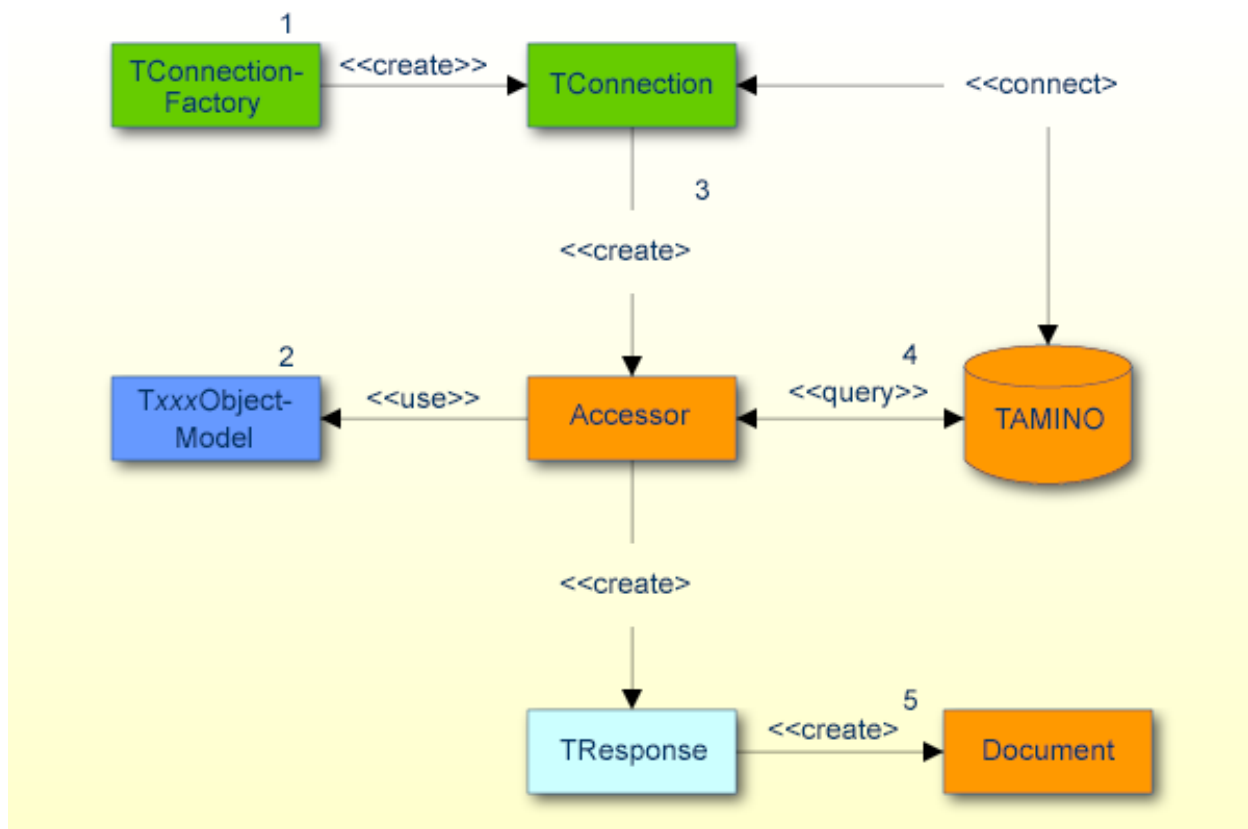 1
TConnection-
Factory
<<create>>
TConnection
<<connect>
3
<<create>
2
TxxxObject-
Model
<<use>>
Accessor
4
<<query>>
TAMINO
<<create>
TResponse
5
<<create>
Document